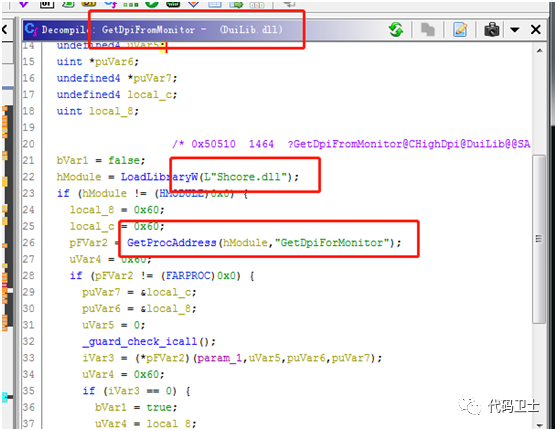 Decompile: GetDpiFromMonitor - (DuiLib.dll)
14 undefined4 uVar5;
15 uint *puVar6;
16 undefined4 *puVar7;
17 undefined4 local_c;
18 uint local_8;
19
20 /* 0x50510 1464 ?GetDpiFromMonitor@CHighDpi@DuiLib@@SA
21 bVar1 = false;
22 hModule = LoadLibraryW(L"Shcore.dll");
23 if (hModule != (HMODULE)0x0) {
24 local_8 = 0x60;
25 local_c = 0x60;
26 pFVar2 = GetProcAddress(hModule,"GetDpiForMonitor");
27 uVar4 = 0x60;
28 if (pFVar2 != (FARPROC)0x0) {
29 puVar7 = &local_c;
30 puVar6 = &local_8;
31 uVar5 = 0;
32 _guard_check_icall();
33 iVar3 = (*pFVar2)(param_1,uVar5,puVar6,puVar7);
34 uVar4 = 0x60;
35 if (iVar3 == 0) {
36 bVar1 = true;
37 uVar4 = local_8;
代码卫士